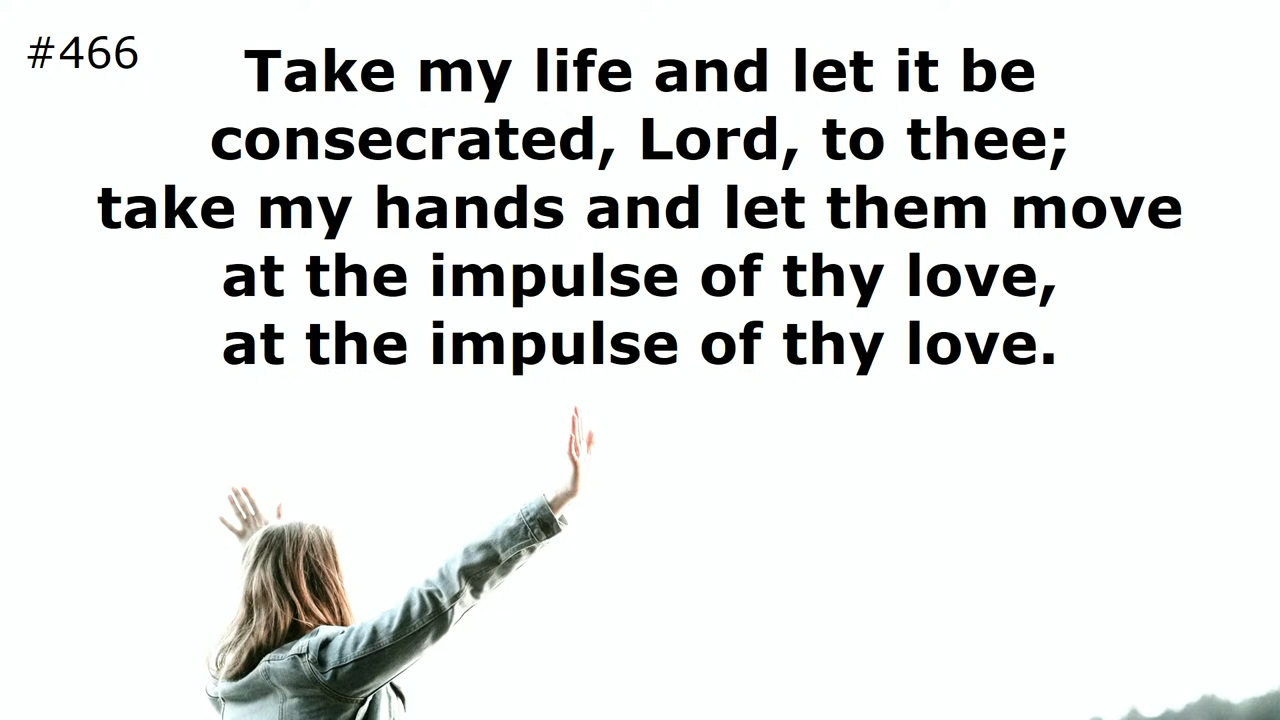 #466
Take my life and let it be
consecrated, Lord, to thee;
take my hands and let them move
at the impulse of thy love,
at the impulse of thy love.